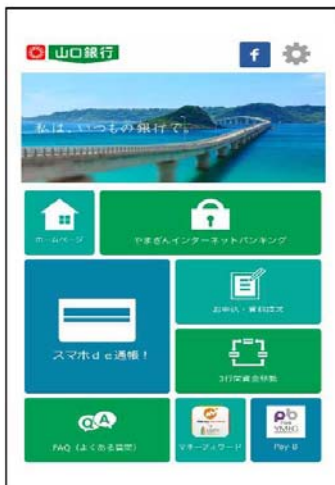 山口銀行
f
私は、いつもの銀行で。
ホームページ
やまぎんインターネットバンキング
スマホde通帳！
お申込・資料請求
3行間資金移動
Q&A
FAQ（よくある質問）
マネーフォワード
Pay-B
pb
YMFG